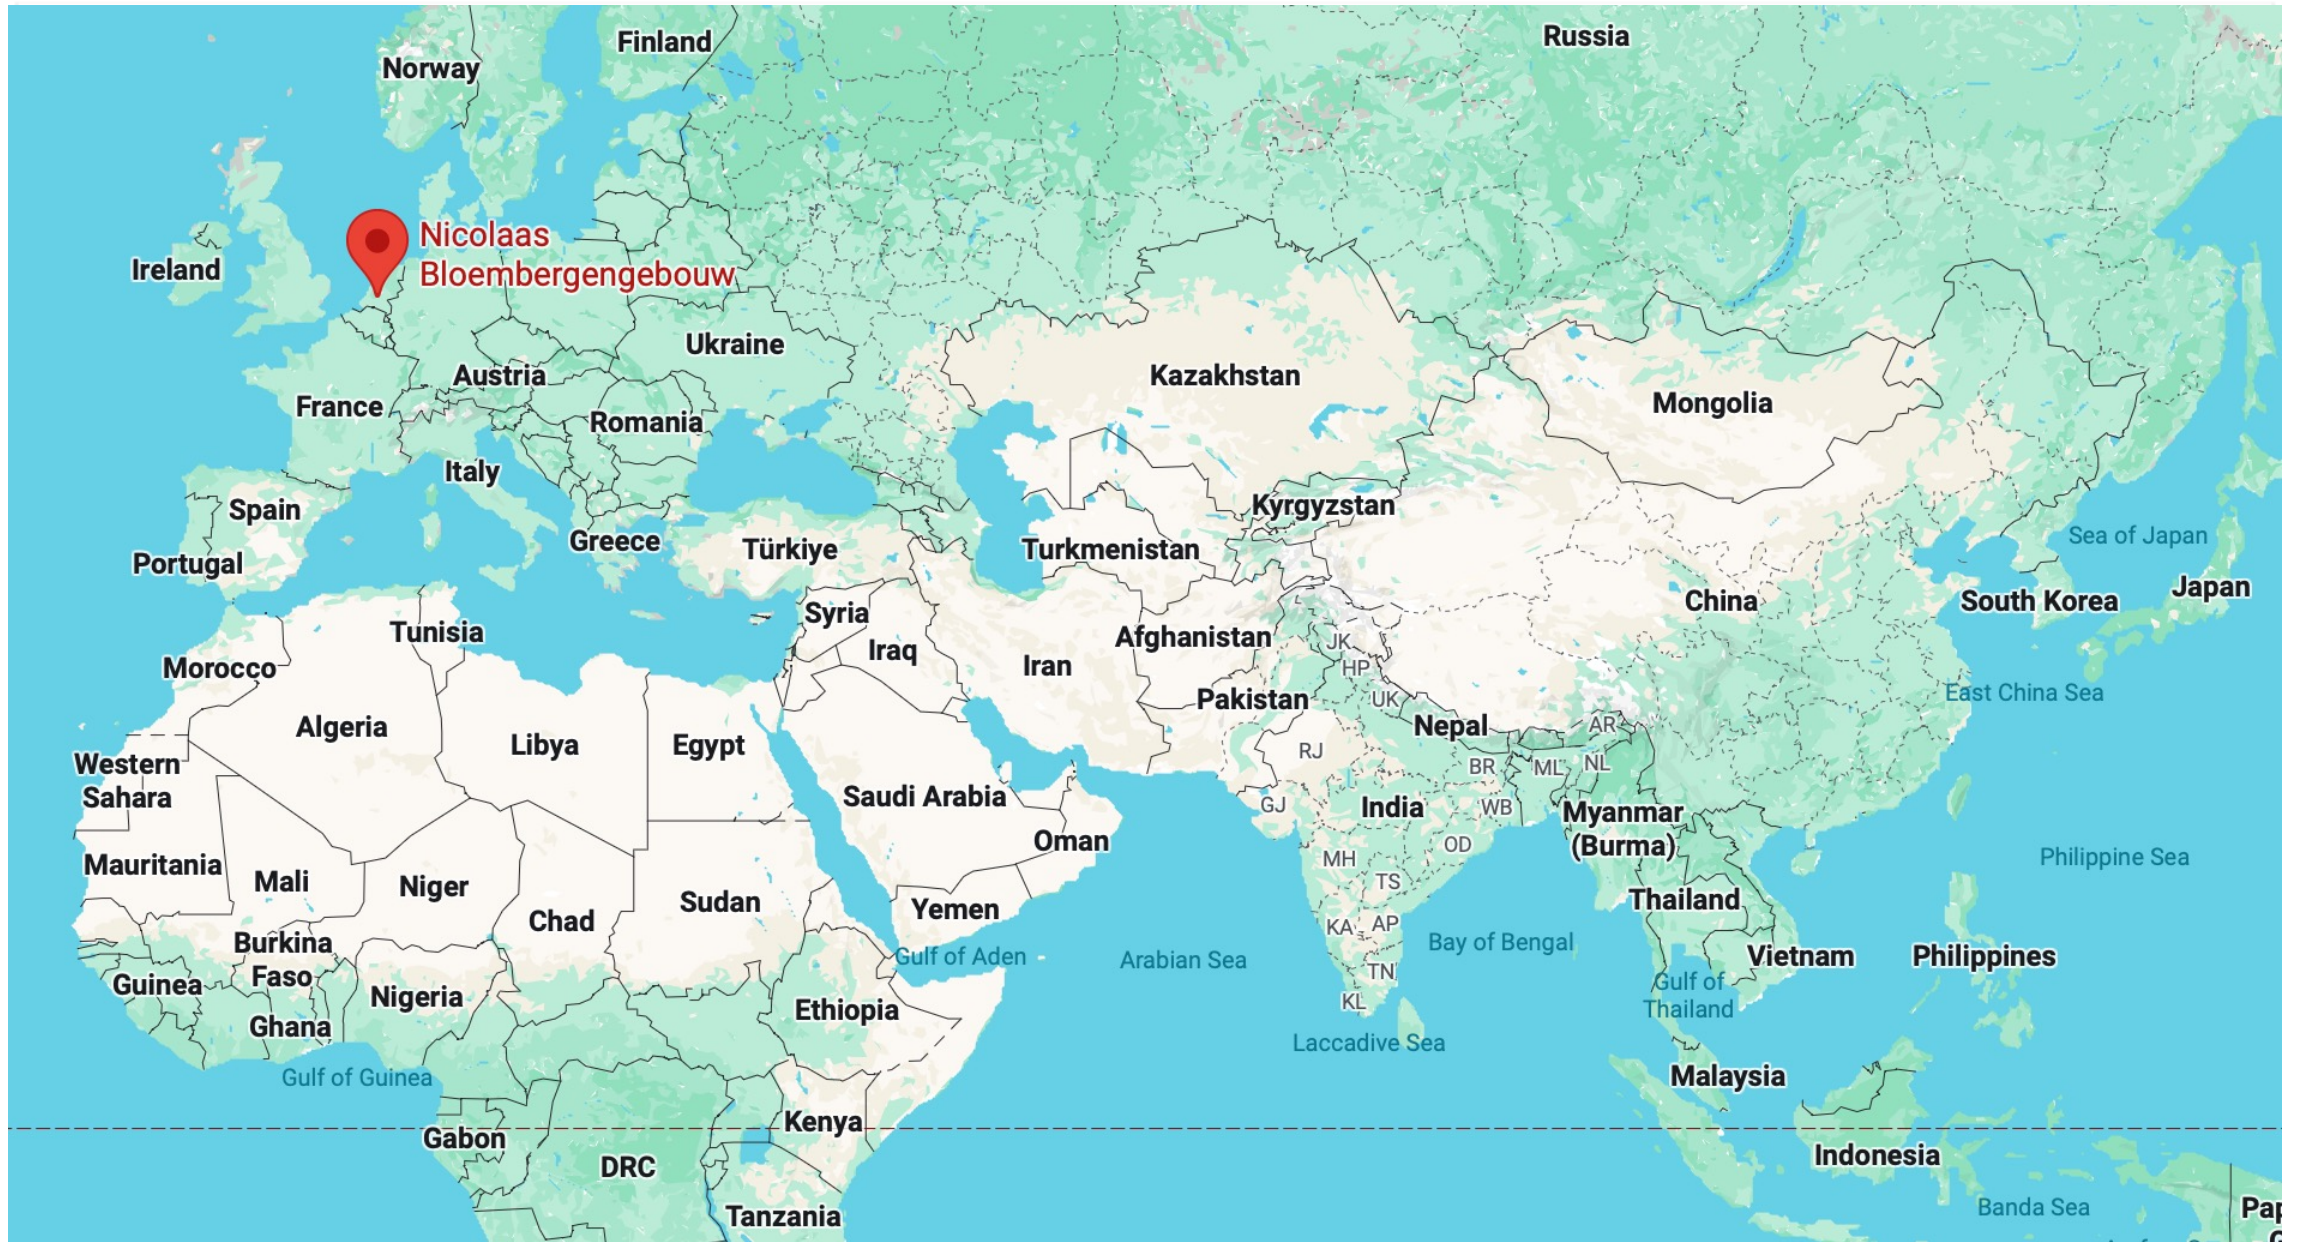 Finland
Russia
Norway
Nicolaas
Bloembergengebouw
Ireland
Ukraine
Austria
Kazakhstan
France
Mongolia
Romania
Italy
Spain
Kyrgyzstan
Sea of Japan
Greece
Türkiye
Turkmenistan
Portugal
Japan
China
South Korea
Syria
Tunisia
Afghanistan
JK
Iraq
Morocco
Iran
HP
Pakistan
UK
East China Sea
Algeria
Nepal
AR
Libya
Egypt
RJ
Western
Sahara
BR
ML
NL
Saudi Arabia
GJ
India
WB
Myanmar
(Burma)
Oman
OD
Mauritania
MH
Philippine Sea
Mali
Niger
TS
Sudan
Thailand
Yemen
Chad
KA
AP
Burkina
Faso
Bay of Bengal
Gulf of Aden
Arabian Sea
Vietnam
Philippines
TN
Guinea
Gulf of
Thailand
Nigeria
KL
Ethiopia
Ghana
Laccadive Sea
Gulf of Guinea
Malaysia
Kenya
Gabon
Indonesia
DRC
Banda Sea
Pap
Tanzania